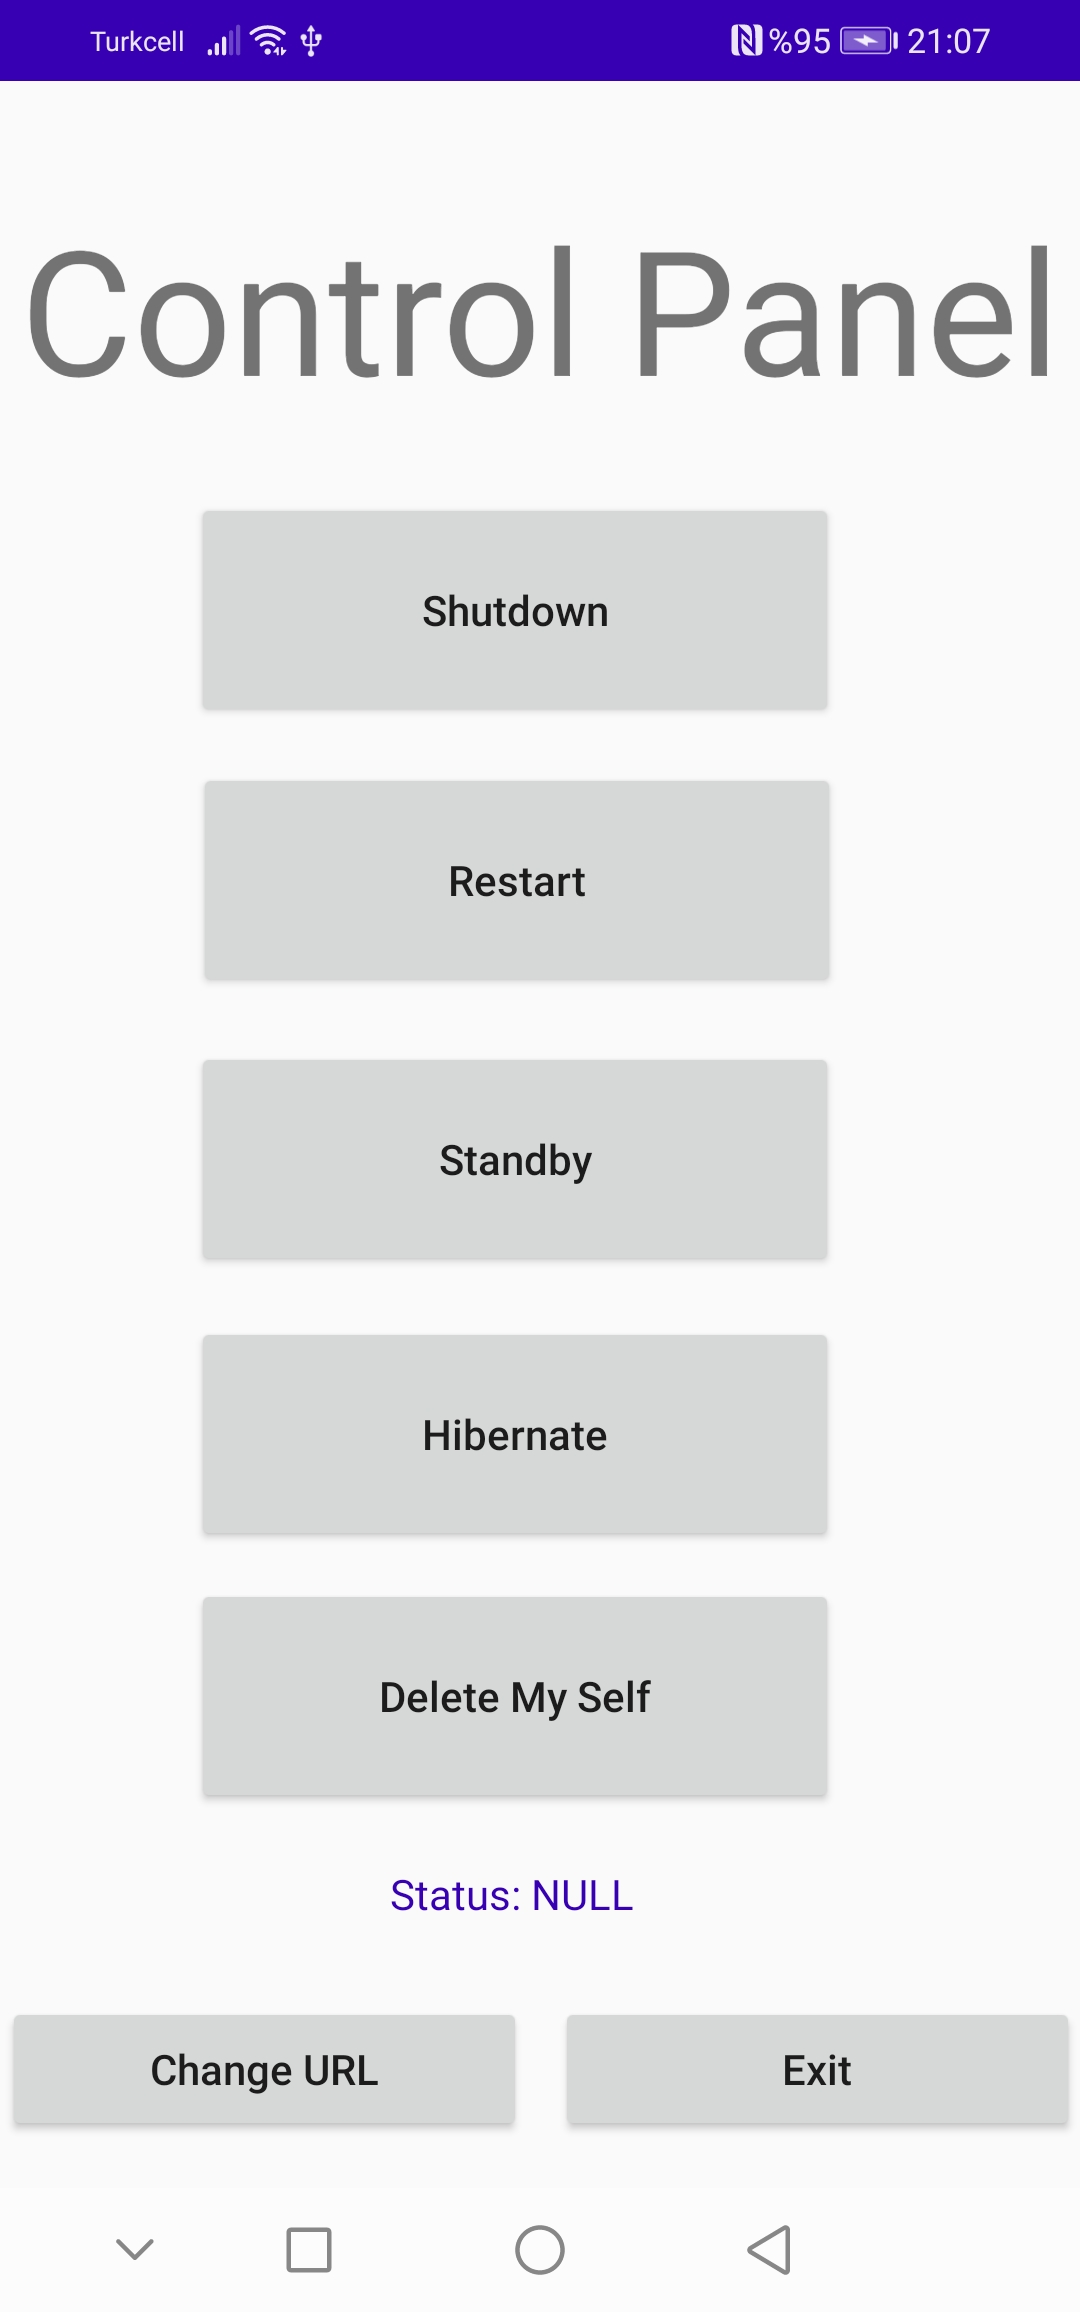 Turkcell %95 21:07
Control Panel
Shutdown
Restart
Standby
Hibernate
Delete My Self
Status: NULL
Change URL Exit